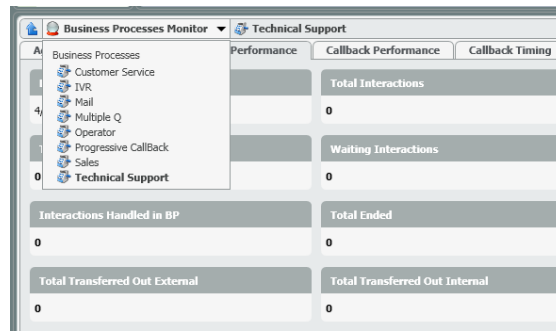 Business Processes Monitor
Technical Support
Performance
Callback Performance
Callback Timing
Business Processes
Customer Service
IVR
Mail
Multiple Q
Operator
Progressive CallBack
Sales
Technical Support
Total Interactions
4/
0
Waiting Interactions
0
0
Interactions Handled in BP
Total Ended
0
0
Total Transferred Out External
Total Transferred Out Internal
0
0